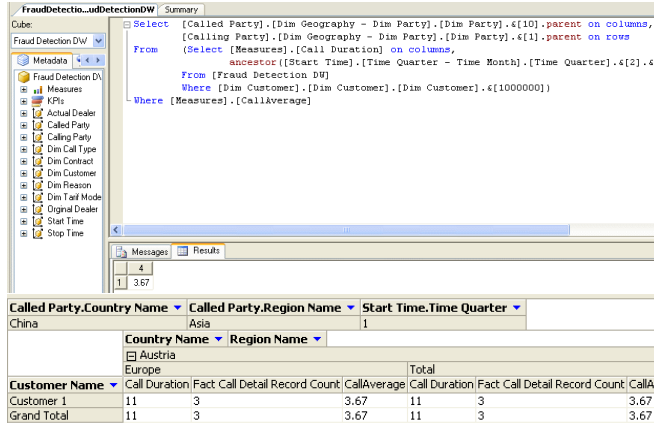 FraudDetectio...udDetectionDW Summary
Cube:
Fraud Detection DW
Metadata
Fraud Detection D\
Measures
KPIs
Actual Dealer
Called Party
Calling Party
Dim Call Type
Dim Contract
Dim Customer
Dim Reason
Dim Tarif Mode
Orginal Dealer
Start Time
Stop Time
Select [Called Party].[Dim Geography - Dim Party].[Dim Party].&[10].parent on columns,
[Calling Party].[Dim Geography - Dim Party].[Dim Party].&[1].parent on rows
From (Select [Measures].[Call Duration] on columns,
ancestor([Start Time].[Time Quarter - Time Month].[Time Quarter].&[2].&
From [Fraud Detection DW]
Where [Dim Customer].[Dim Customer].[Dim Customer].&[1000000])
Where [Measures].[CallAverage]
Messages Results
4
1 3.67
Called Party.Country Name Called Party.Region Name Start Time.Time Quarter
China Asia 1
Country Name Region Name
Austria
Europe Total
Customer Name Call Duration Fact Call Detail Record Count CallAverage Call Duration Fact Call Detail Record Count CallA
Customer 1 11 3 3.67 11 3 3.67
Grand Total 11 3 3.67 11 3 3.67